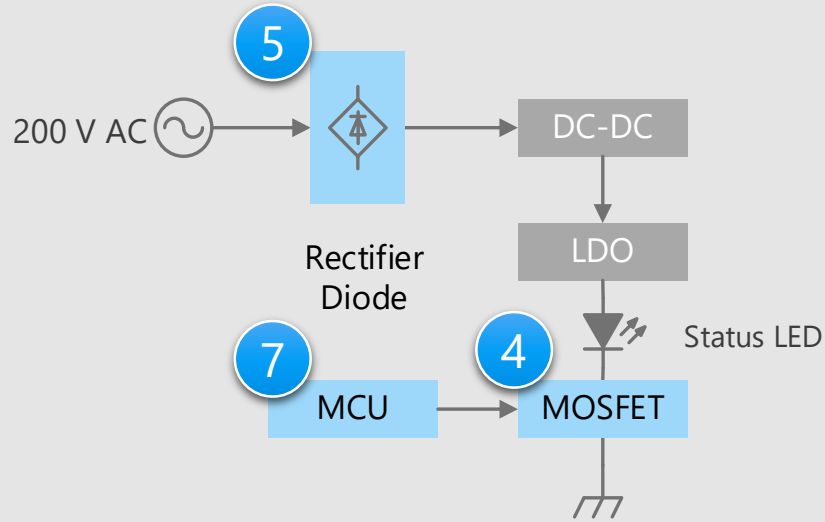 5
200 V AC
DC-DC
LDO
Rectifier
Diode
Status LED
7
4
MCU
MOSFET